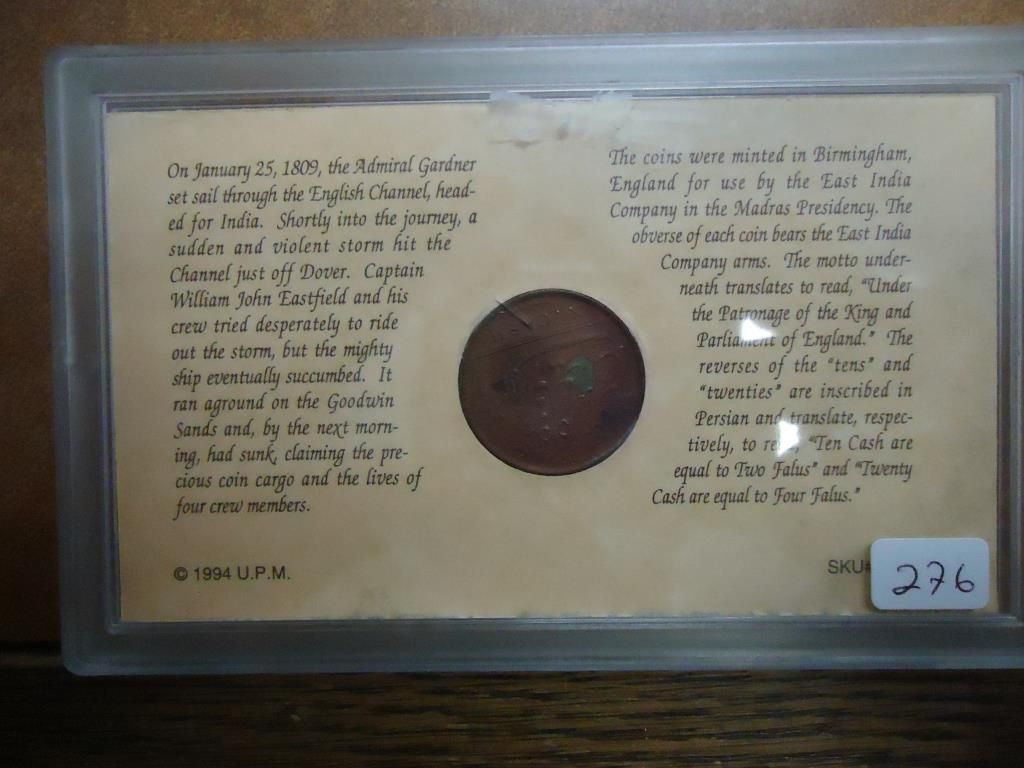 On January 25, 1809, the Admiral Gardner
set sail through the English Channel, head-
ed for India. Shortly into the journey, a
sudden and violent storm hit the
Channel just off Dover. Captain
William John Eastfield and his
crew tried desperately to ride
out the storm, but the mighty
ship eventually succumbed. It
ran aground on the Goodwin
Sands and, by the next morn-
ing, had sunk, claiming the pre-
cious coin cargo and the lives of
four crew members.
© 1994 U.P.M.
The coins were minted in Birmingham,
England for use by the East India
Company in the Madras Presidency. The
obverse of each coin bears the East India
Company arms. The motto under-
neath translates to read, "Under
the Patronage of the King and
Parliament of England." The
reverses of the "tens" and
"twenties" are inscribed in
Persian and translate, respec-
tively, to read, "Ten Cash are
equal to Two Falus" and "Twenty
Cash are equal to Four Falus."
SKU#
276